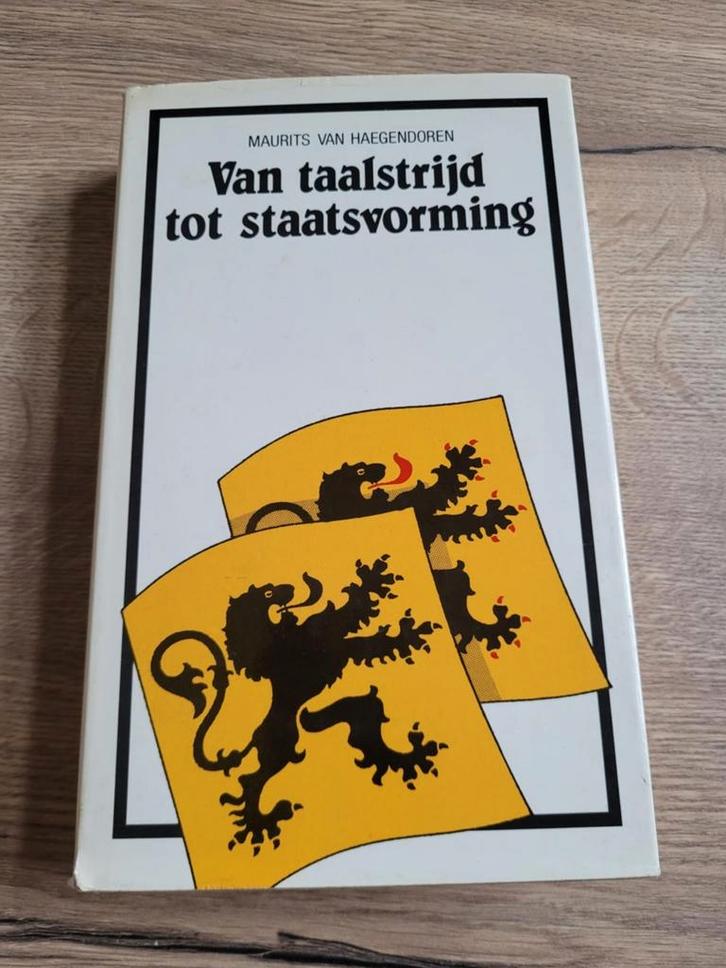 MAURITS VAN HAEGENDOREN
Van taalstrijd
tot staatsvorming